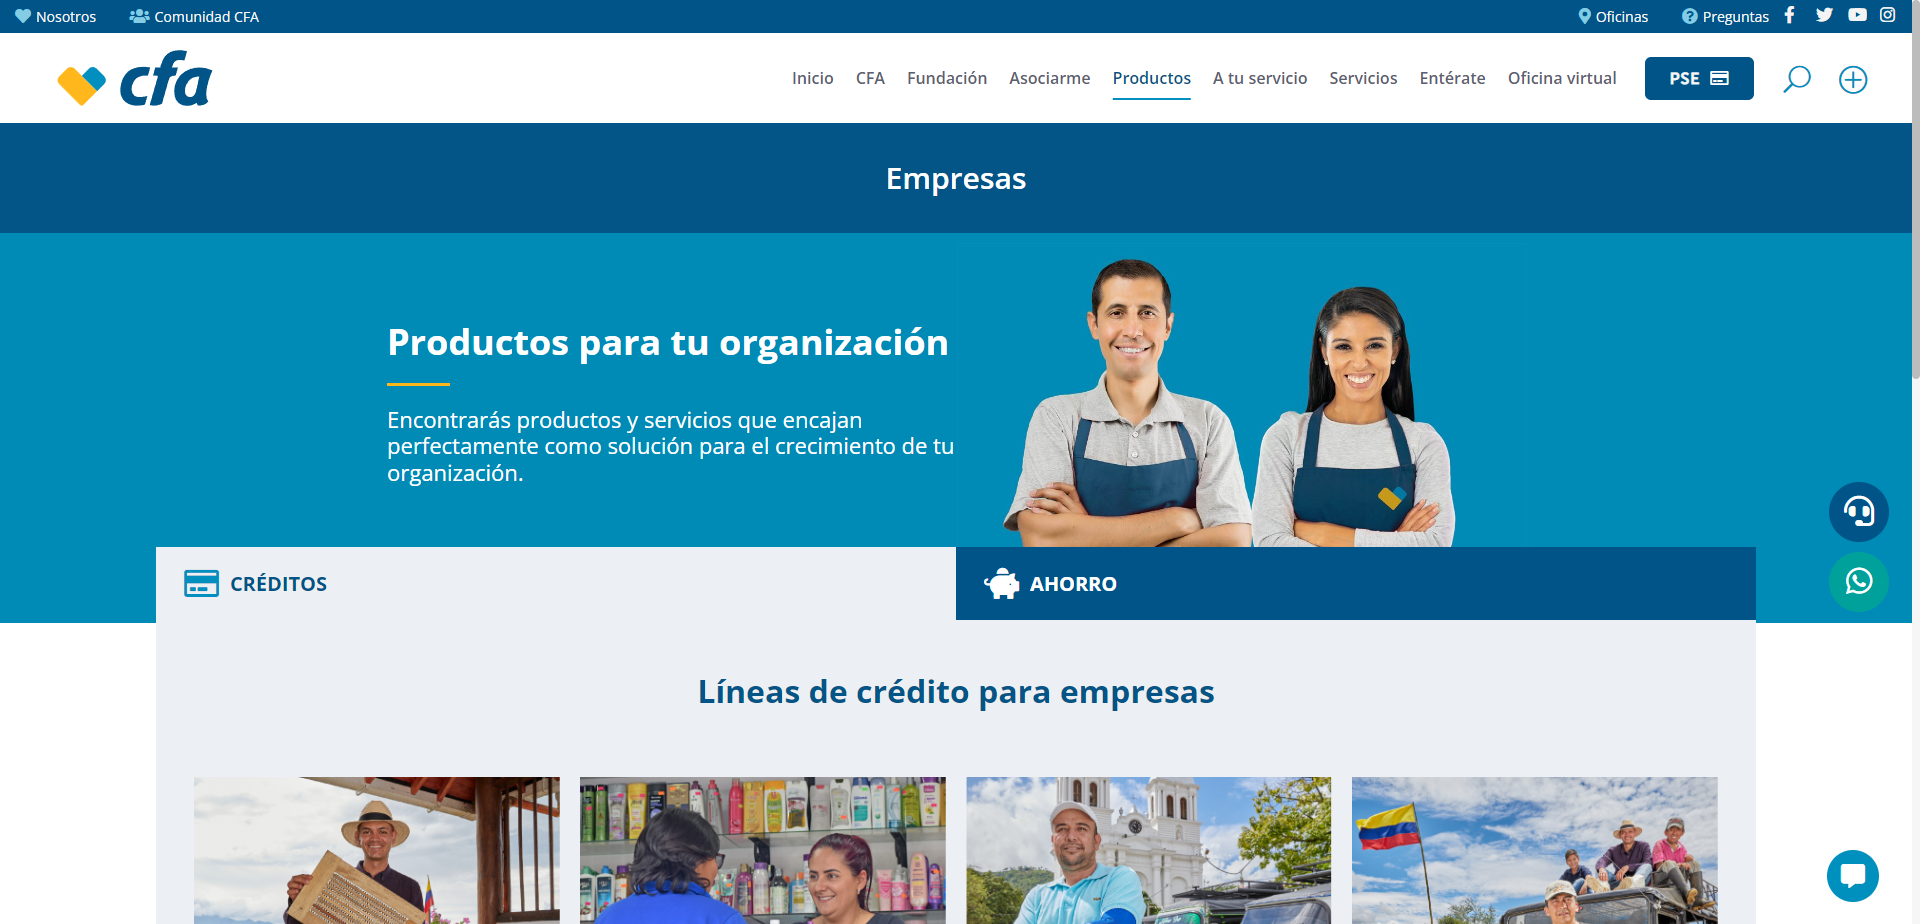 Nosotros
Comunidad CFA
Oficinas
Preguntas
cfa
Inicio
CFA
Fundación
Asociarme
Productos
A tu servicio
Servicios
Entérate
Oficina virtual
PSE
Empresas
Productos para tu organización
Encontrarás productos y servicios que encajan
perfectamente como solución para el crecimiento de tu
organización.
CRÉDITOS
AHORRO
Líneas de crédito para empresas